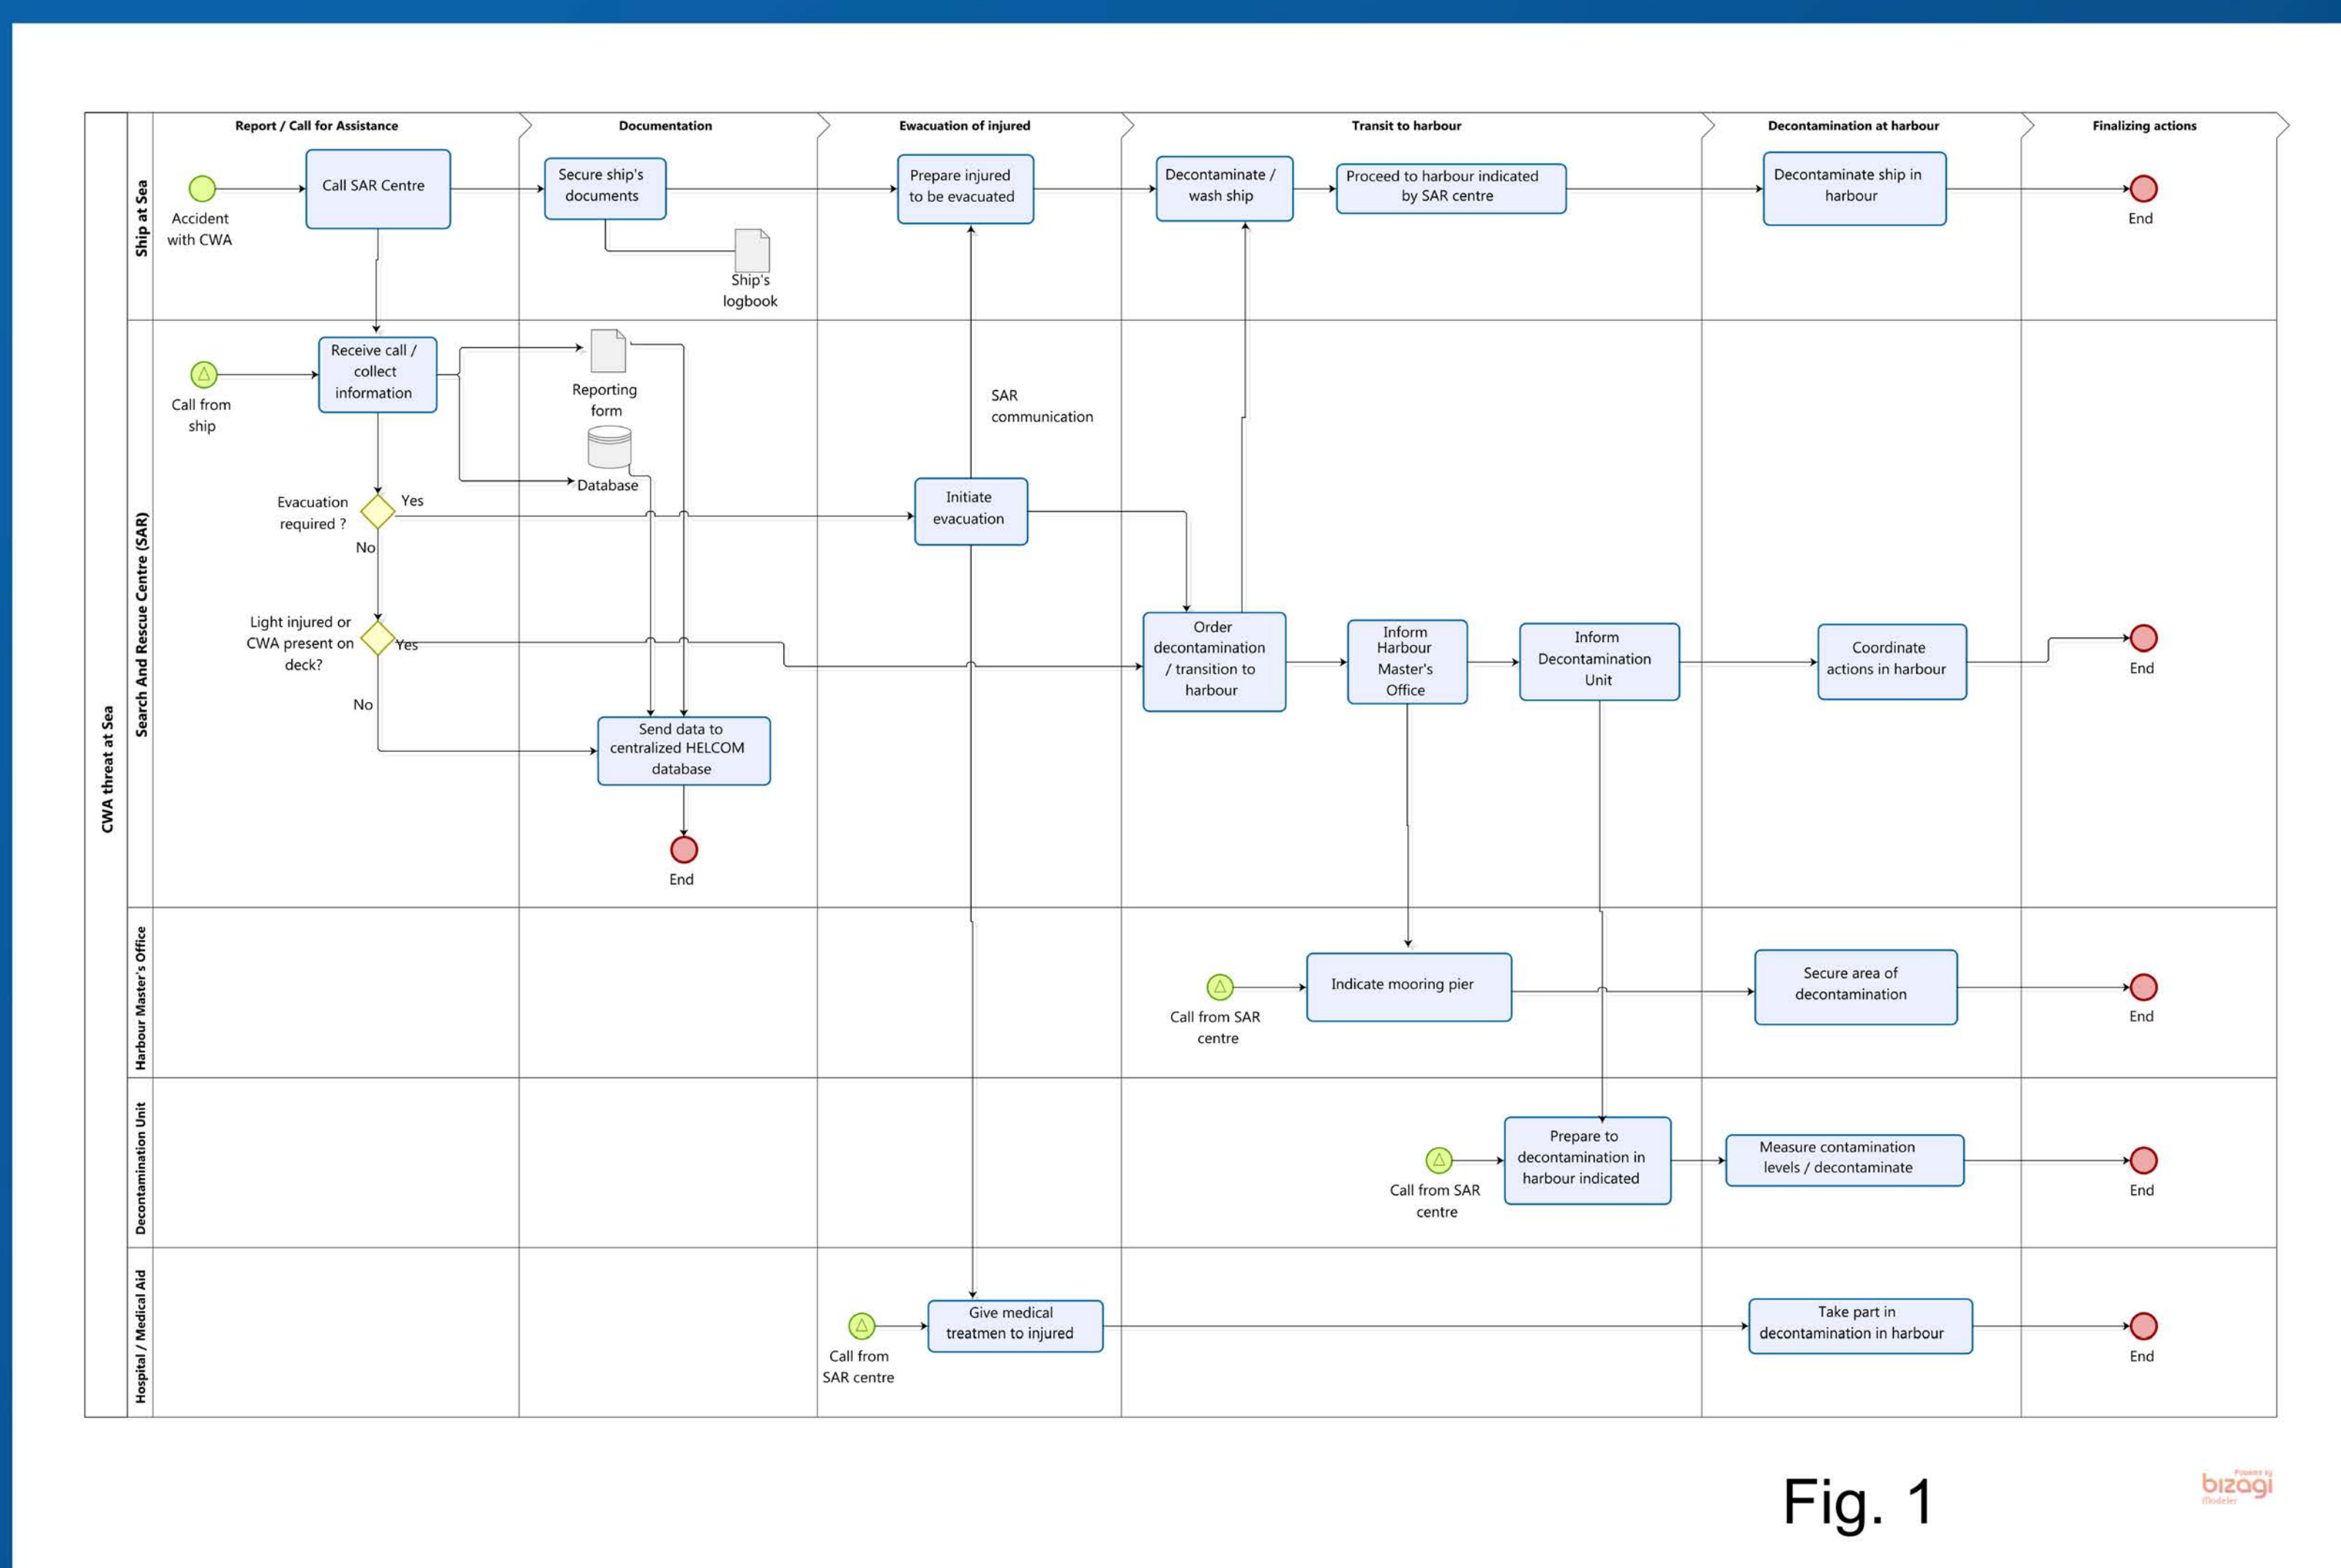 Report / Call for Assistance
Documentation
Ewacuation of injured
Transit to harbour
Decontamination at harbour
Finalizing actions
CWA threat at Sea
Ship at Sea
Accident
with CWA
Call SAR Centre
Secure ship's
documents
Ship's
logbook
Prepare injured
to be evacuated
Decontaminate /
wash ship
Proceed to harbour indicated
by SAR centre
Decontaminate ship in
harbour
End
Search And Rescue Centre (SAR)
Call from
ship
Receive call /
collect
information
Reporting
form
Database
SAR
communication
Evacuation
required ?
Yes
No
Initiate
evacuation
Light injured or
CWA present on
deck?
Yes
No
Send data to
centralized HELCOM
database
End
Order
decontamination
/ transition to
harbour
Inform
Harbour
Master's
Office
Inform
Decontamination
Unit
Coordinate
actions in harbour
End
Harbour Master's Office
Call from SAR
centre
Indicate mooring pier
Secure area of
decontamination
End
Decontamination Unit
Call from SAR
centre
Prepare to
decontamination in
harbour indicated
Measure contamination
levels / decontaminate
End
Hospital / Medical Aid
Call from
SAR centre
Give medical
treatmen to injured
Take part in
decontamination in harbour
End
Fig. 1
Powered by
bizagi
Modeler